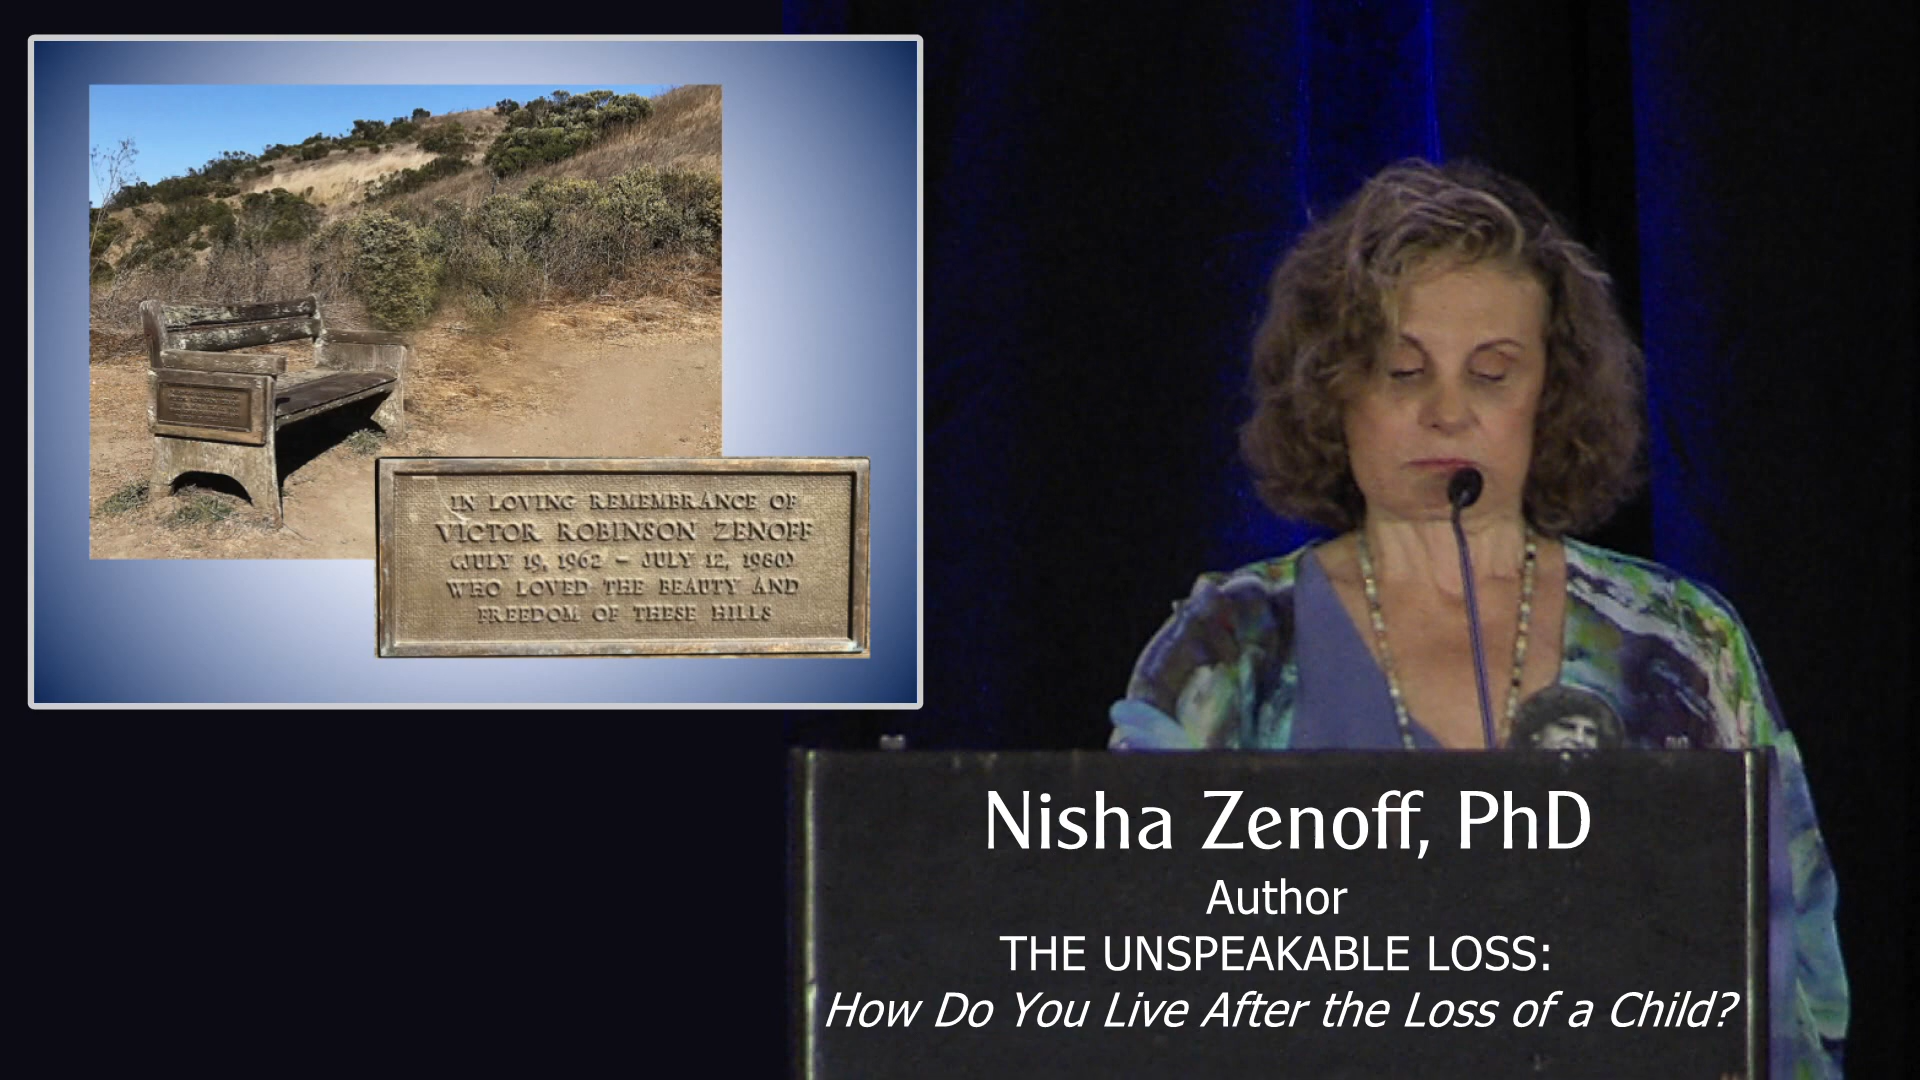 IN LOVING REMEMBRANCE OF
VICTOR ROBINSON ZENOFF
(JULY 19, 1962 – JULY 12, 1980)
WHO LOVED THE BEAUTY AND
FREEDOM OF THESE HILLS
Nisha Zenoff, PhD
Author
THE UNSPEAKABLE LOSS:
How Do You Live After the Loss of a Child?